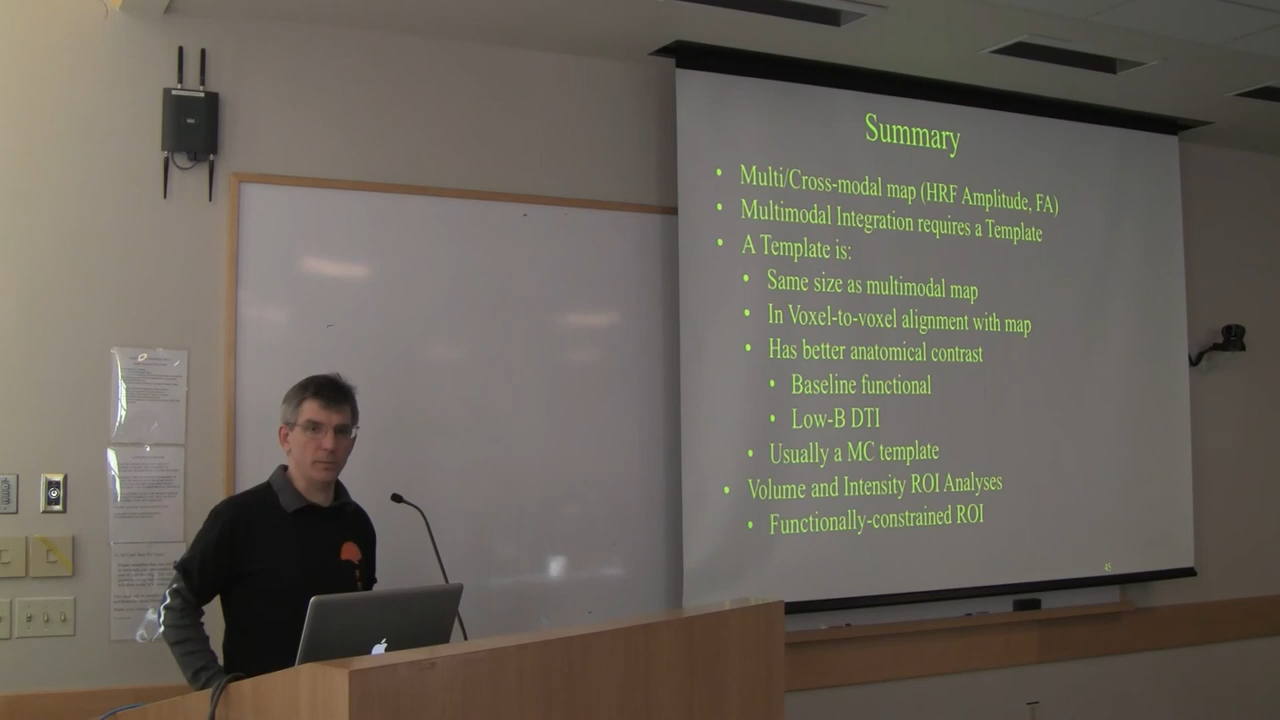 Summary
• Multi/Cross-modal map (HRF Amplitude, FA)
• Multimodal Integration requires a Template
• A Template is:
• Same size as multimodal map
• In Voxel-to-voxel alignment with map
• Has better anatomical contrast
• Baseline functional
• Low-B DTI
• Usually a MC template
• Volume and Intensity ROI Analyses
• Functionally-constrained ROI
45